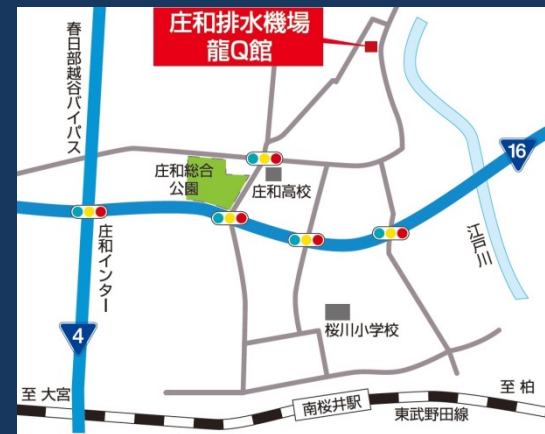 庄和排水機場
龍Q館
春日部越谷バイパス
16
庄和総合
公園
庄和高校
江戸川
庄和インター
4
桜川小学校
至 大宮
至 柏
南桜井駅
東武野田線